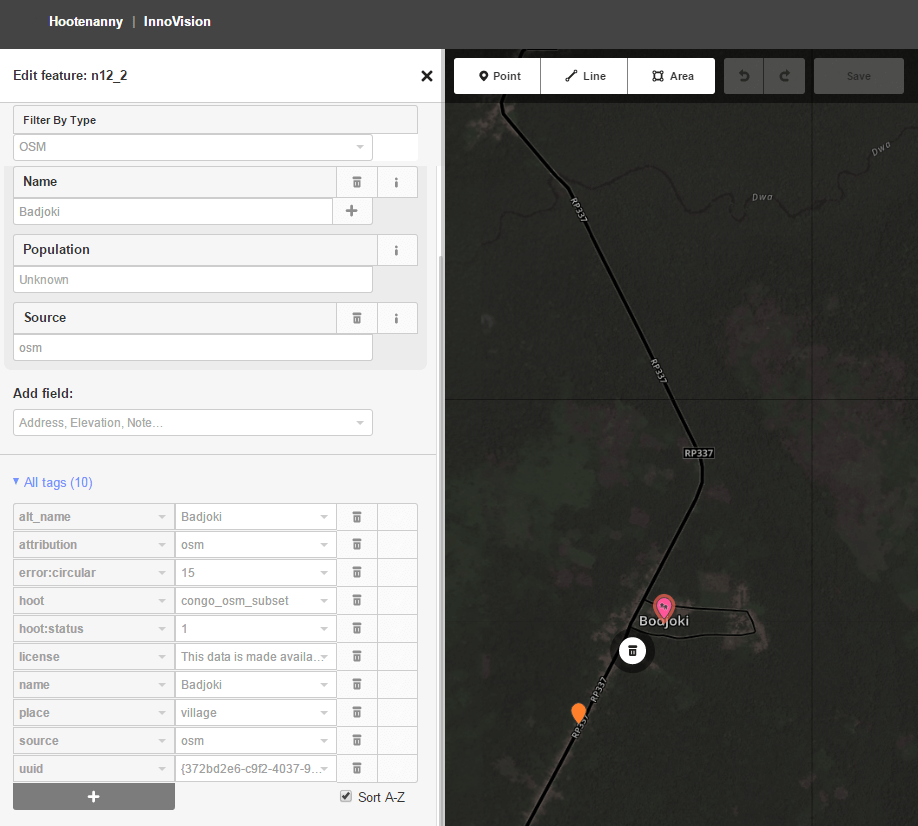 Hootenanny | InnoVision
Edit feature: n12_2
Filter By Type
OSM
Name
Badjoki
Population
Unknown
Source
osm
Add field:
Address, Elevation, Note...
All tags (10)
alt_name Badjoki
attribution osm
error:circular 15
hoot congo_osm_subset
hoot:status 1
license This data is made availa...
name Badjoki
place village
source osm
uuid {372bd2e6-c9f2-4037-9...
Sort A-Z
Point Line Area Save
Dwa
Dwa
RP337
RP337
RP337
Bodjoki
RP337
RP337